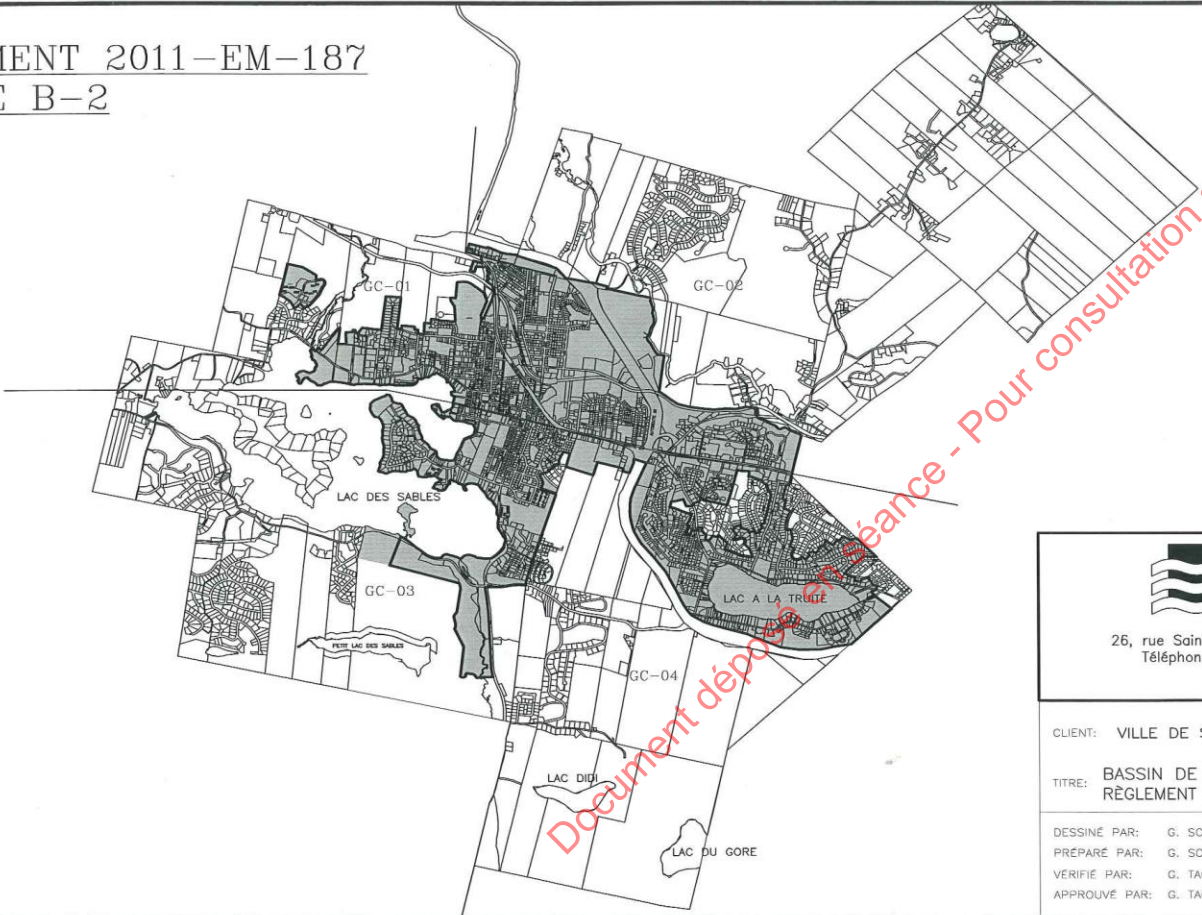 MENT 2011-EM-187
E B-2
GC-01
GC-02
LAC DES SABLES
GC-03
PETIT LAC DES SABLES
LAC A LA TRUITE
GC-04
LAC DIDI
LAC DU GORE
Document déposé en séance - Pour consultation
26, rue Sain
Téléphon
CLIENT: VILLE DE S
TITRE: BASSIN DE
RÈGLEMENT
DESSINÉ PAR: G. SC
PRÉPARÉ PAR: G. SC
VÉRIFIÉ PAR: G. TA
APPROUVÉ PAR: G. TA